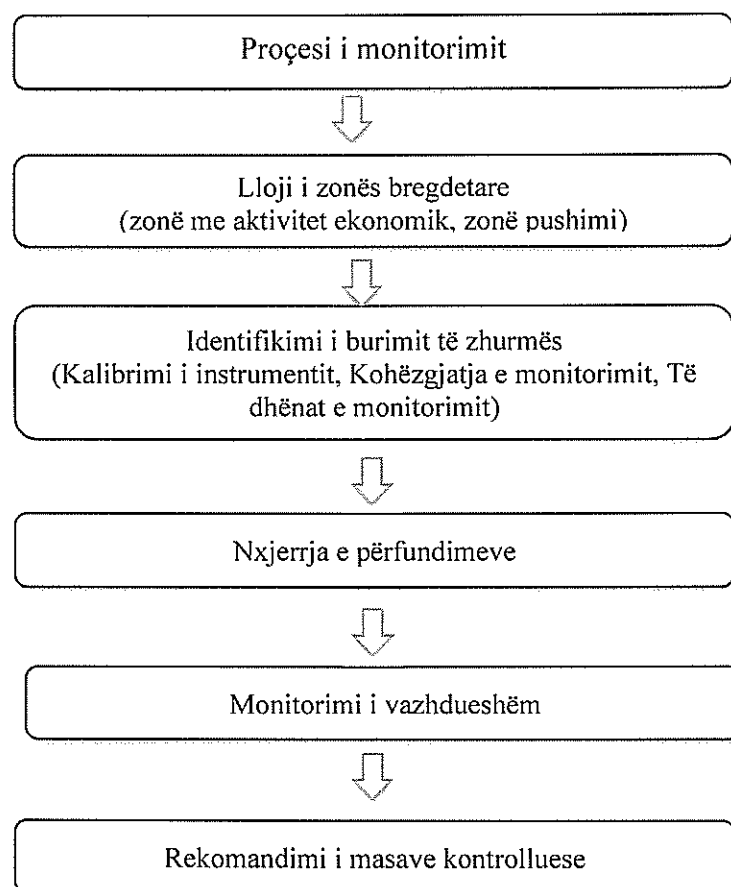 Proçesi i monitorimit
Lloji i zonës bregdetare
(zonë me aktivitet ekonomik, zonë pushimi)
Identifikimi i burimit të zhurmës
(Kalibrimi i instrumentit, Kohëzgjatja e monitorimit, Të
dhënat e monitorimit)
Nxjerrja e përfundimeve
Monitorimi i vazhdueshëm
Rekomandimi i masave kontrolluese